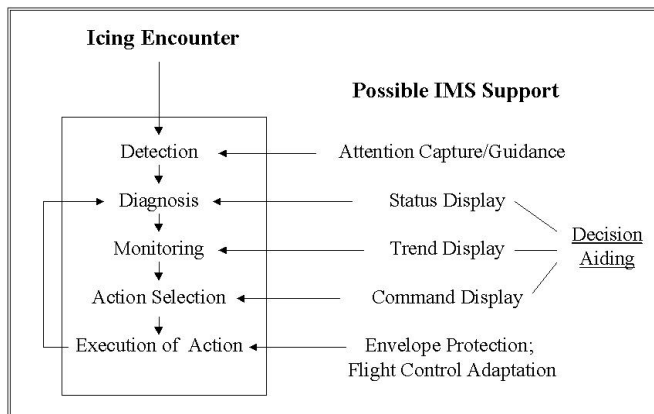 Icing Encounter
Possible IMS Support
Detection
Attention Capture/Guidance
Diagnosis
Status Display
Monitoring
Trend Display
Decision
Aiding
Action Selection
Command Display
Execution of Action
Envelope Protection;
Flight Control Adaptation